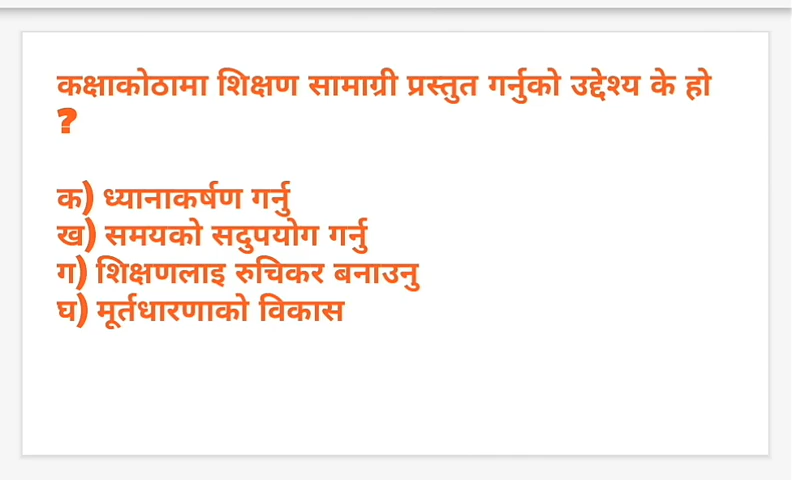 कक्षाकोठामा शिक्षण सामाग्री प्रस्तुत गर्नुको उद्देश्य के हो
?
क) ध्यानाकर्षण गर्नु
ख) समयको सदुपयोग गर्नु
ग) शिक्षणलाइ रुचिकर बनाउनु
घ) मूर्तधारणाको विकास